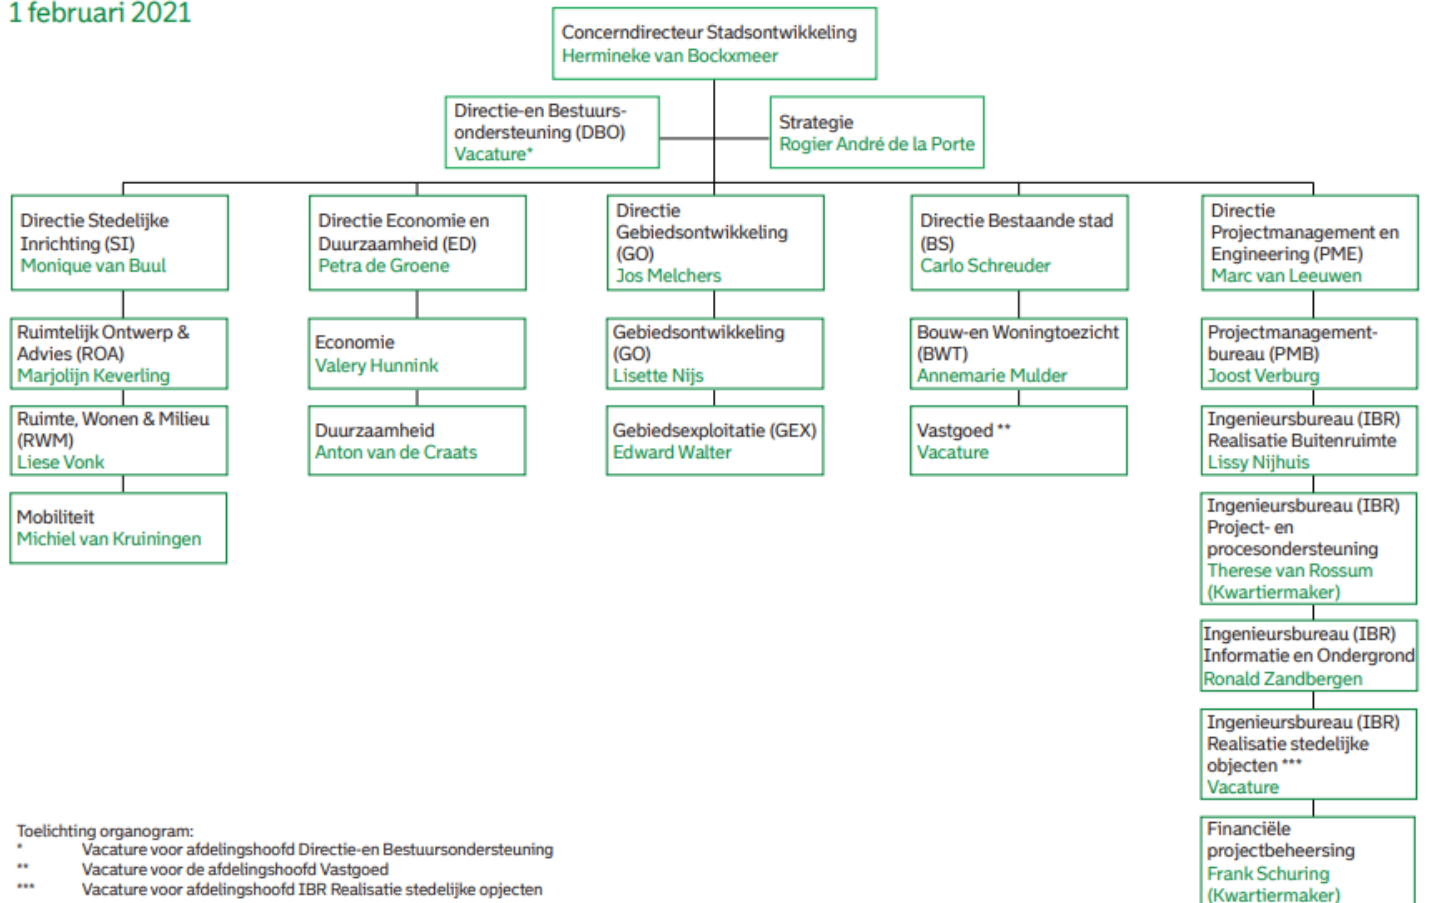 1 februari 2021
Concerndirecteur Stadsontwikkeling
Hermineke van Bockxmeer
Directie-en Bestuurs-
ondersteuning (DBO)
Vacature*
Strategie
Rogier André de la Porte
Directie Stedelijke
Inrichting (SI)
Monique van Buul
Ruimtelijk Ontwerp &
Advies (ROA)
Marjolijn Keverling
Ruimte, Wonen & Milieu
(RWM)
Liese Vonk
Mobiliteit
Michiel van Kruiningen
Directie Economie en
Duurzaamheid (ED)
Petra de Groene
Economie
Valery Hunnink
Duurzaamheid
Anton van de Craats
Directie
Gebiedsontwikkeling
(GO)
Jos Melchers
Gebiedsontwikkeling
(GO)
Lisette Nijs
Gebiedsexploitatie (GEX)
Edward Walter
Directie Bestaande stad
(BS)
Carlo Schreuder
Bouw-en Woningtoezicht
(BWT)
Annemarie Mulder
Vastgoed **
Vacature
Directie
Projectmanagement en
Engineering (PME)
Marc van Leeuwen
Projectmanagement-
bureau (PMB)
Joost Verburg
Ingenieursbureau (IBR)
Realisatie Buitenruimte
Lissy Nijhuis
Ingenieursbureau (IBR)
Project- en
procesondersteuning
Therese van Rossum
(Kwartiermaker)
Ingenieursbureau (IBR)
Informatie en Ondergrond
Ronald Zandbergen
Ingenieursbureau (IBR)
Realisatie stedelijke
objecten ***
Vacature
Financiële
projectbeheersing
Frank Schuring
(Kwartiermaker)
Toelichting organogram:
* Vacature voor afdelingshoofd Directie-en Bestuursondersteuning
** Vacature voor de afdelingshoofd Vastgoed
*** Vacature voor afdelingshoofd IBR Realisatie stedelijke opjecten